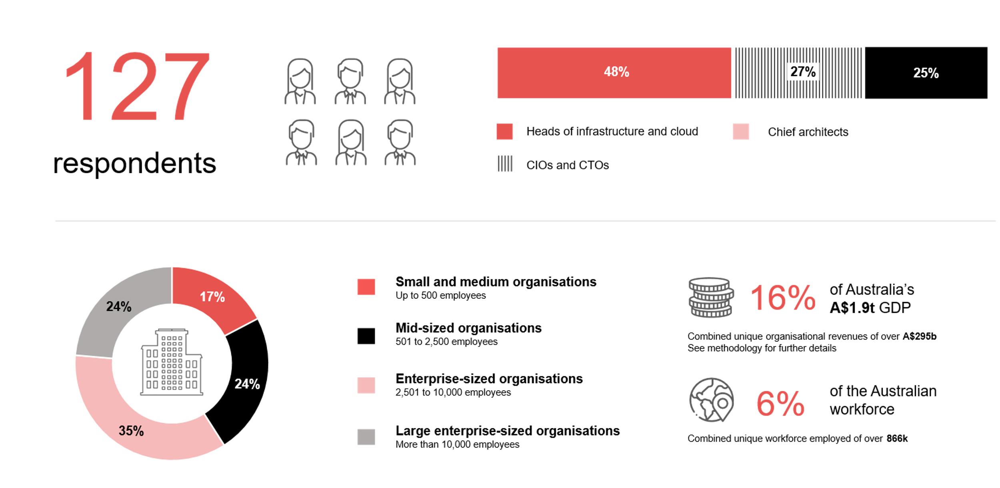 127
respondents
48%
27%
25%
Heads of infrastructure and cloud
Chief architects
CIOs and CTOs
17%
24%
35%
24%
Small and medium organisations
Up to 500 employees
Mid-sized organisations
501 to 2,500 employees
Enterprise-sized organisations
2,501 to 10,000 employees
Large enterprise-sized organisations
More than 10,000 employees
16%
of Australia’s
A$1.9t GDP
Combined unique organisational revenues of over A$295b
See methodology for further details
6%
of the Australian
workforce
Combined unique workforce employed of over 866k